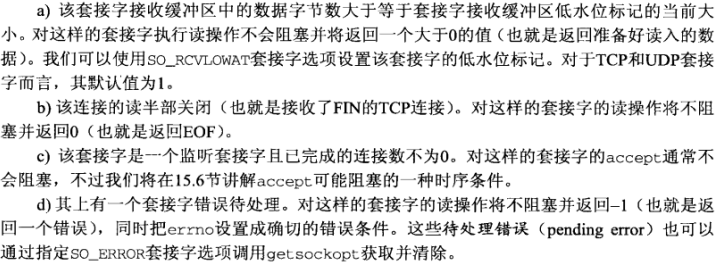 a) 该套接字接收缓冲区中的数据字节数大于等于套接字接收缓冲区低水位标记的当前大
小。对这样的套接字执行读操作不会阻塞并将返回一个大于0的值（也就是返回准备好读入的数
据）。我们可以使用SO_RCVLOWAT套接字选项设置该套接字的低水位标记。对于TCP和UDP套接
字而言，其默认值为1。
b) 该连接的读半部关闭（也就是接收了FIN的TCP连接）。对这样的套接字的读操作将不阻
塞并返回0（也就是返回EOF）。
c) 该套接字是一个监听套接字且已完成的连接数不为0。对这样的套接字的accept通常不
会阻塞，不过我们将在15.6节讲解accept可能阻塞的一种时序条件。
d) 其上有一个套接字错误待处理。对这样的套接字的读操作将不阻塞并返回–1（也就是返
回一个错误），同时把errno设置成确切的错误条件。这些待处理错误（pending error）也可以
通过指定SO_ERROR套接字选项调用getsockopt获取并清除。